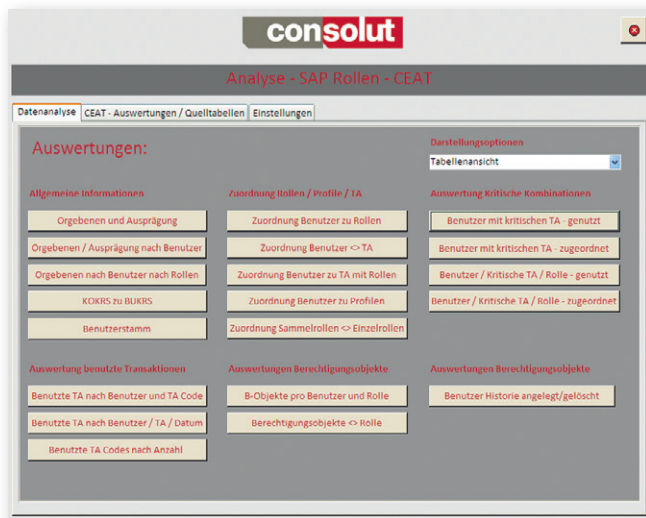 consolut
Analyse - SAP Rollen - CEAT
Datenanalyse
CEAT - Auswertungen / Quelltabellen
Einstellungen
Auswertungen:
Darstellungsoptionen
Tabellenansicht
Allgemeine Informationen
Orgebenen und Ausprägung
Orgebenen / Ausprägung nach Benutzer
Orgebenen nach Benutzer nach Rollen
KOKRS zu BUKRS
Benutzerstamm
Zuordnung Rollen / Profile / TA
Zuordnung Benutzer zu Rollen
Zuordnung Benutzer <> TA
Zuordnung Benutzer zu TA mit Rollen
Zuordnung Benutzer zu Profilen
Zuordnung Sammelrollen <> Einzelrollen
Auswertung Kritische Kombinationen
Benutzer mit kritischen TA - genutzt
Benutzer mit kritischen TA - zugeordnet
Benutzer / Kritische TA / Rolle - genutzt
Benutzer / Kritische TA / Rolle - zugeordnet
Auswertung benutzte Transaktionen
Benutzte TA nach Benutzer und TA Code
Benutzte TA nach Benutzer / TA / Datum
Benutzte TA Codes nach Anzahl
Auswertungen Berechtigungsobjekte
B-Objekte pro Benutzer und Rolle
Berechtigungsobjekte <> Rolle
Auswertungen Berechtigungsobjekte
Benutzer Historie angelegt/gelöscht